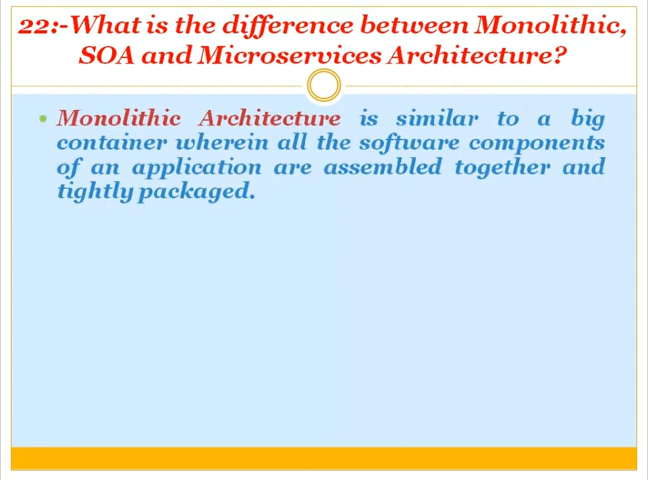 22:-What is the difference between Monolithic,
SOA and Microservices Architecture?
• Monolithic Architecture is similar to a big
container wherein all the software components
of an application are assembled together and
tightly packaged.